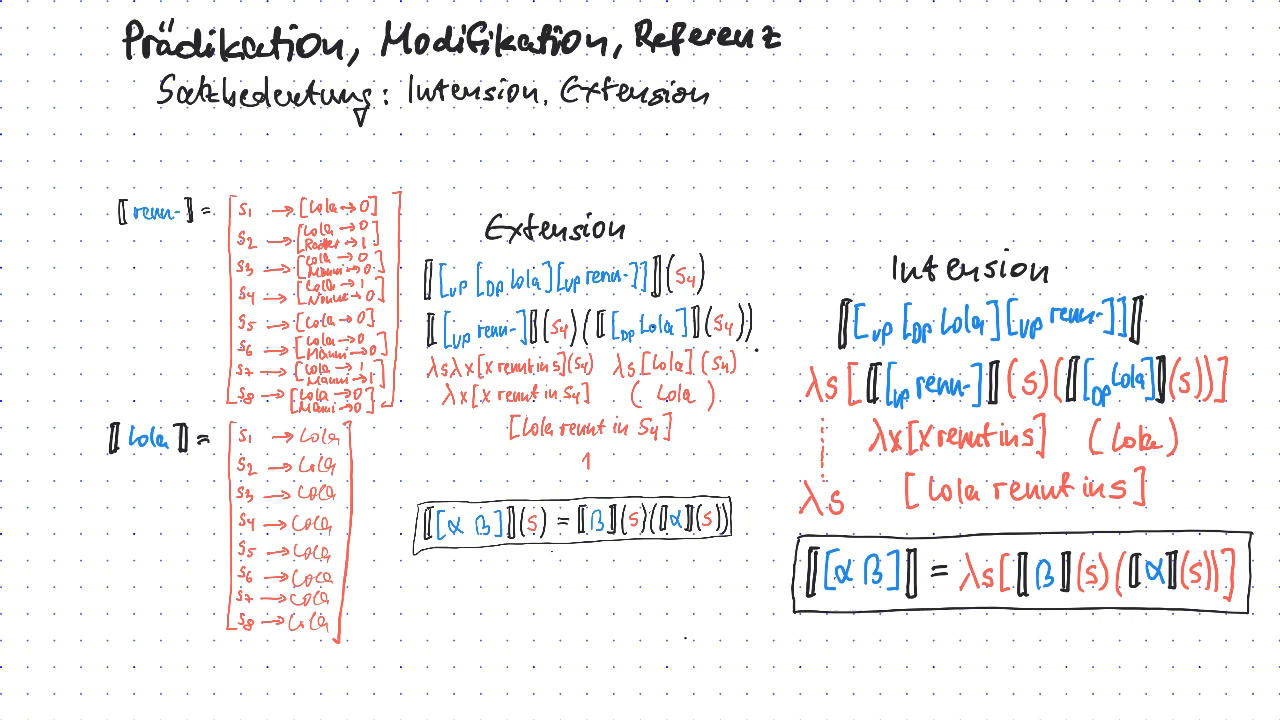 Prädikation, Modifikation, Referenz
Satzbedeutung: Intension, Extension
⟦renn-⟧ =
s1 → [Lola → 0]
s2 → [Lola → 0
→ 1]
s3 → [Lola → 0
Manni → 0]
s4 → [Lola → 1
→ 0]
s5 → [Lola → 0]
s6 → [Lola → 0
Manni → 0]
s7 → [Lola → 1
Manni → 1]
s8 → [Lola → 0
Manni → 0]
⟦Lola⟧ =
s1 → Lola
s2 → Lola
s3 → Lola
s4 → Lola
s5 → Lola
s6 → Lola
s7 → Lola
s8 → Lola
Extension
⟦[VP [DP Lola] [VP renn-]]⟧(s4)
⟦[VP renn-]⟧(s4)(⟦[DP Lola]⟧(s4))
λsλx[x rennt in s](s4) λs[Lola](s4)
λx[x rennt in s4] (Lola)
[Lola rennt in s4]
1
⟦[α β]⟧(s) = ⟦β⟧(s)(⟦α⟧(s))
Intension
⟦[VP [DP Lola] [VP renn-]]⟧
λs[⟦[VP renn-]⟧(s)(⟦[DP Lola]⟧(s))]
λx[x rennt in s] (Lola)
λs [Lola rennt in s]
⟦[α β]⟧ = λs[⟦β⟧(s)(⟦α⟧(s))]